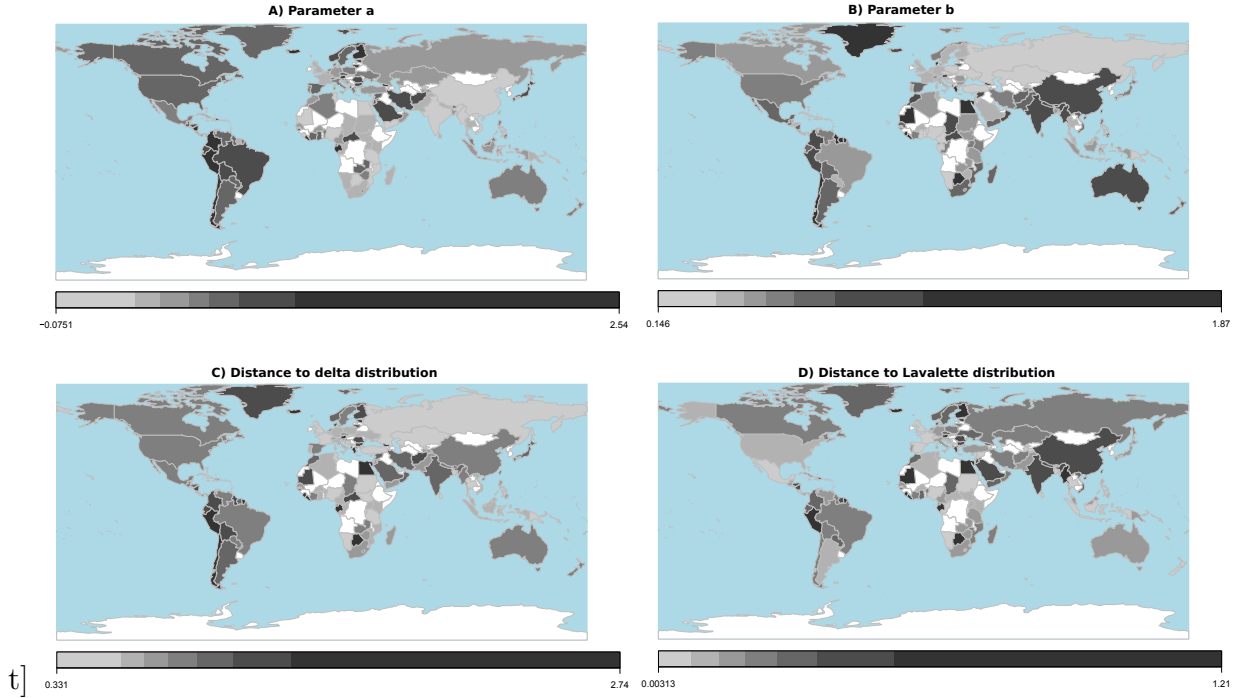 A) Parameter a
B) Parameter b
−0.0751
2.54
0.146
1.87
C) Distance to delta distribution
D) Distance to Lavalette distribution
t]
0.331
2.74
0.00313
1.21